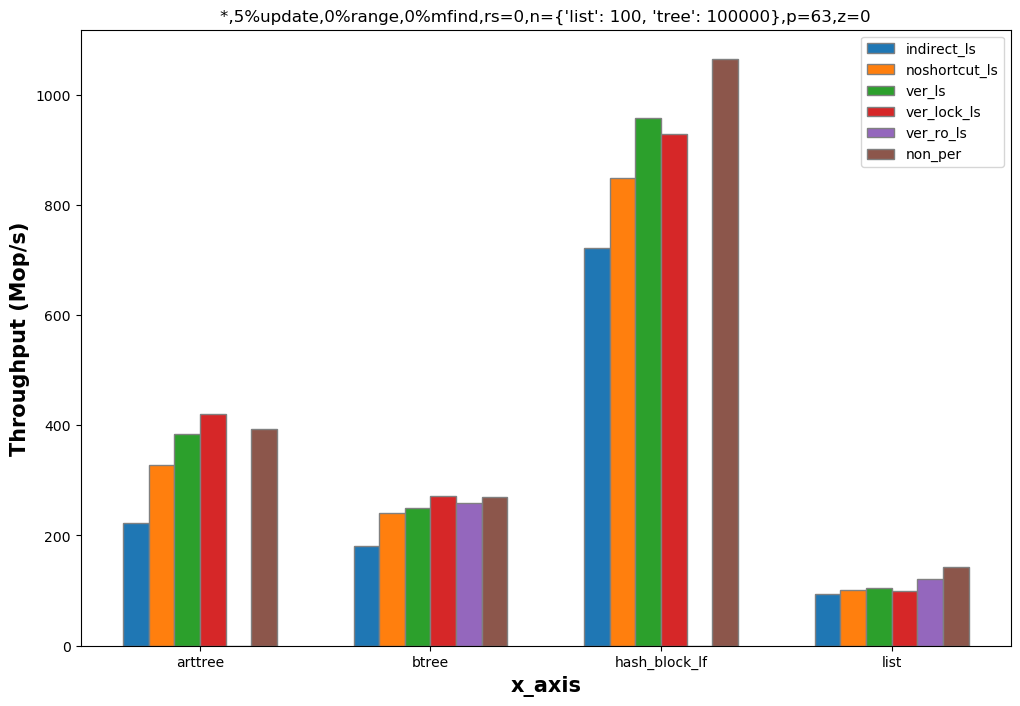 *,5%update,0%range,0%mfind,rs=0,n={'list': 100, 'tree': 100000},p=63,z=0
indirect_ls
noshortcut_ls
ver_ls
ver_lock_ls
ver_ro_ls
non_per
Throughput (Mop/s)
1000
800
600
400
200
0
arttree btree hash_block_lf list
x_axis